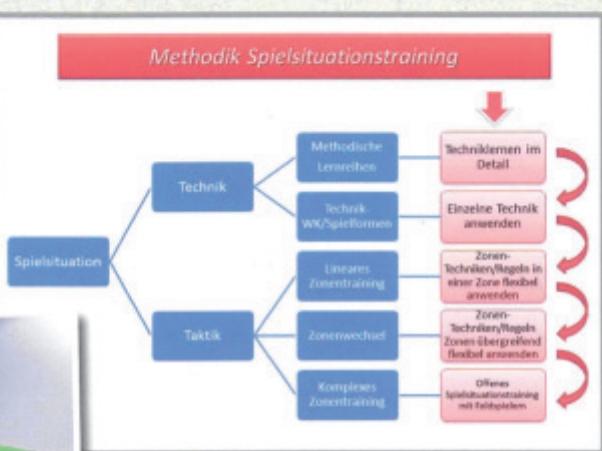 Methodik Spielsituationstraining
Methodische
Lernreihen
Techniklernen im
Detail
Technik
Technik-
WK/Spielformen
Einzelne Technik
anwenden
Spielsituation
Lineares
Zonentraining
Zonen-
Techniken/Regeln in
einer Zone flexibel
anwenden
Taktik
Zonenwechsel
Zonen-
Techniken/Regeln
Zonen übergreifend
flexibel anwenden
Komplexes
Zonentraining
Offenes
Spielsituationstraining
mit Feldspielern